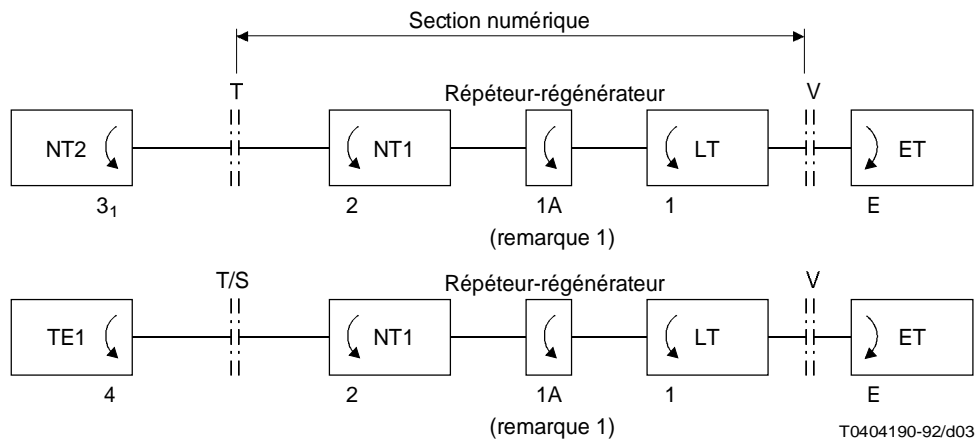 Section numérique
T Répéteur-régénérateur V
NT2 NT1 LT ET
3₁ 2 1A 1 E
(remarque 1)
T/S Répéteur-régénérateur V
TE1 NT1 LT ET
4 2 1A 1 E
(remarque 1)
T0404190-92/d03